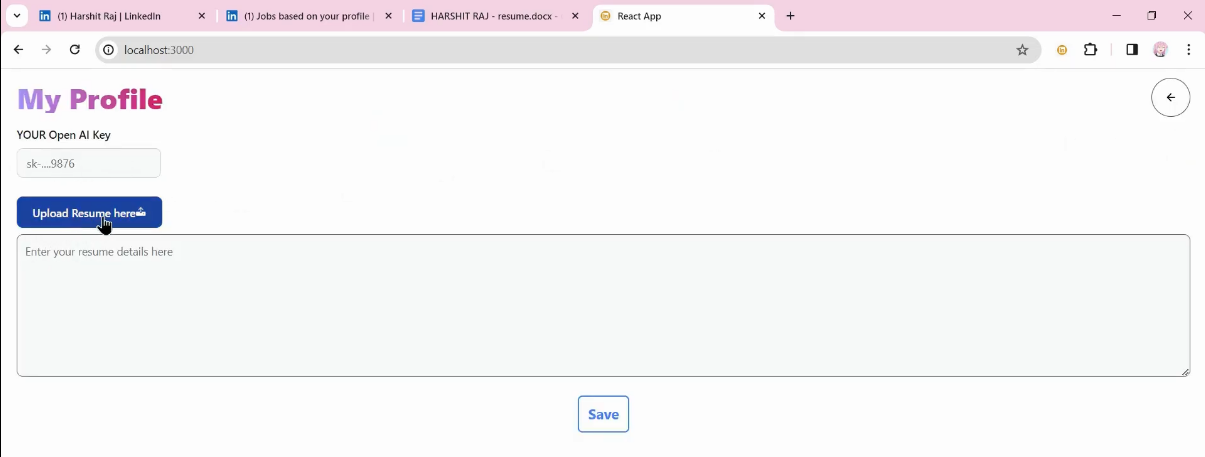 (1) Harshit Raj | LinkedIn
(1) Jobs based on your profile |
HARSHIT RAJ - resume.docx -
React App
localhost:3000
My Profile
YOUR Open AI Key
sk-....9876
Upload Resume here
Enter your resume details here
Save